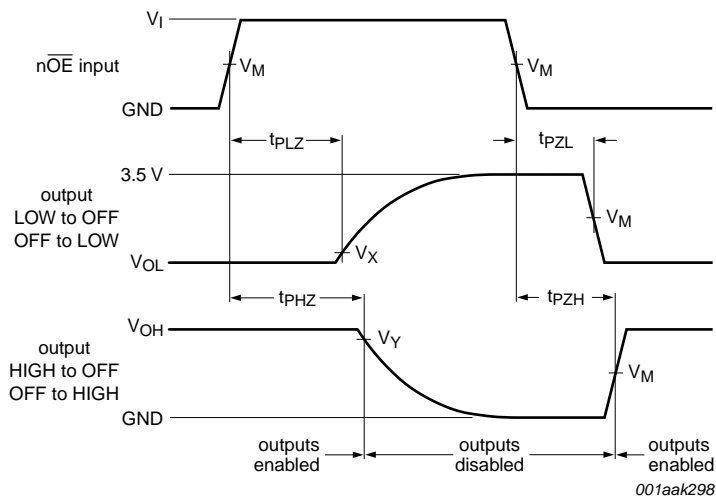 V_I
nO̅E̅ input
V_M
V_M
GND
t_PLZ
t_PZL
3.5 V
output
LOW to OFF
OFF to LOW
V_M
V_X
V_OL
t_PHZ
t_PZH
V_OH
V_Y
output
HIGH to OFF
OFF to HIGH
V_M
GND
outputs
enabled
outputs
disabled
outputs
enabled
001aak298